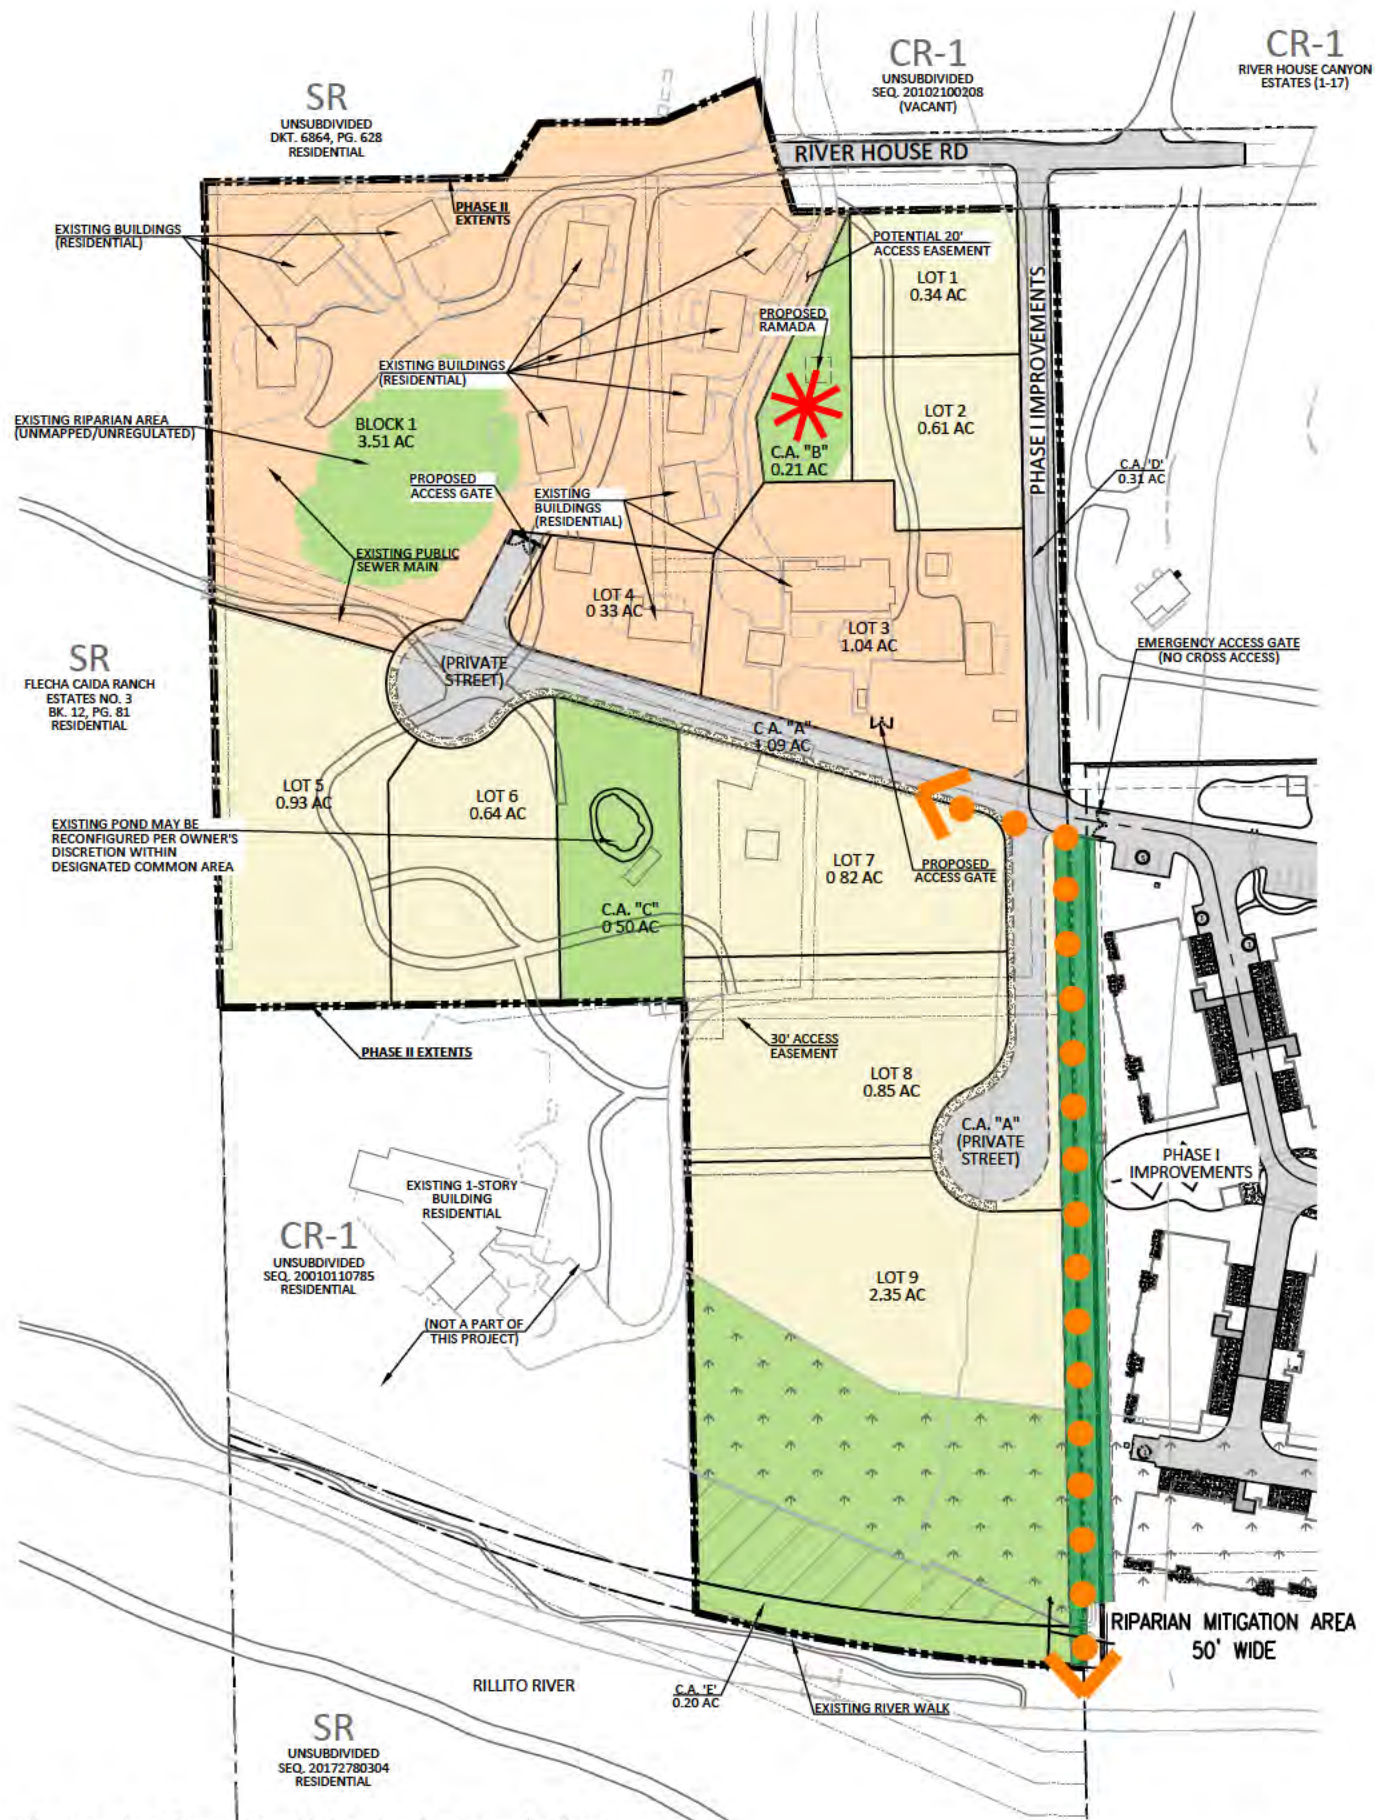 CR-1
UNSUBDIVIDED
SEQ. 20102100208
(VACANT)
CR-1
RIVER HOUSE CANYON
ESTATES (1-17)
SR
UNSUBDIVIDED
DKT. 6864, PG. 628
RESIDENTIAL
RIVER HOUSE RD
PHASE II
EXTENTS
EXISTING BUILDINGS
(RESIDENTIAL)
POTENTIAL 20'
ACCESS EASEMENT
LOT 1
0.34 AC
PHASE I IMPROVEMENTS
PROPOSED
RAMADA
EXISTING BUILDINGS
(RESIDENTIAL)
LOT 2
0.61 AC
EXISTING RIPARIAN AREA
(UNMAPPED/UNREGULATED)
BLOCK 1
3.51 AC
C.A. "B"
0.21 AC
C.A. 'D'
0.31 AC
PROPOSED
ACCESS GATE
EXISTING
BUILDINGS
(RESIDENTIAL)
EXISTING PUBLIC
SEWER MAIN
LOT 4
0 33 AC
LOT 3
1.04 AC
EMERGENCY ACCESS GATE
(NO CROSS ACCESS)
SR
FLECHA CAIDA RANCH
ESTATES NO. 3
BK. 12, PG. 81
RESIDENTIAL
(PRIVATE
STREET)
C A. "A"
1.09 AC
LOT 5
0.93 AC
LOT 6
0.64 AC
EXISTING POND MAY BE
RECONFIGURED PER OWNER'S
DISCRETION WITHIN
DESIGNATED COMMON AREA
LOT 7
0 82 AC
PROPOSED
ACCESS GATE
C.A. "C"
0 50 AC
PHASE II EXTENTS
30' ACCESS
EASEMENT
LOT 8
0.85 AC
C.A. "A"
(PRIVATE
STREET)
PHASE I
IMPROVEMENTS
EXISTING 1-STORY
BUILDING
RESIDENTIAL
CR-1
UNSUBDIVIDED
SEQ. 20010110785
RESIDENTIAL
LOT 9
2.35 AC
(NOT A PART OF
THIS PROJECT)
RIPARIAN MITIGATION AREA
50' WIDE
RILLITO RIVER
C.A. 'E'
0.20 AC
EXISTING RIVER WALK
SR
UNSUBDIVIDED
SEQ. 20172780304
RESIDENTIAL